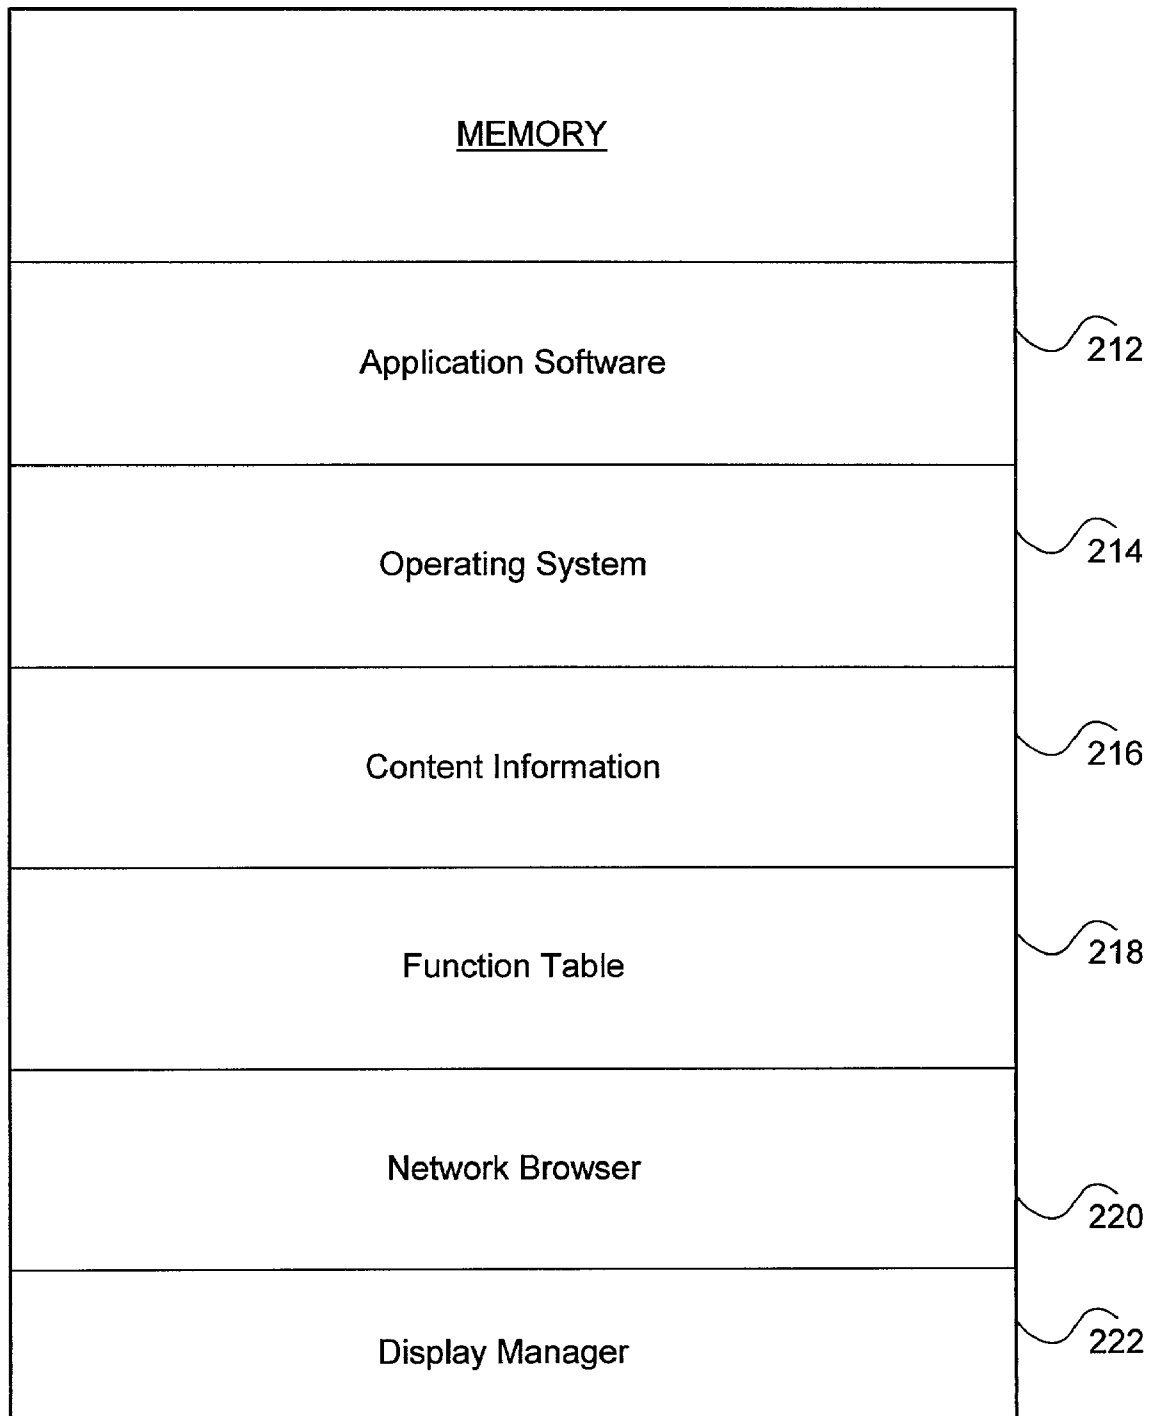 MEMORY
Application Software
212
Operating System
214
Content Information
216
Function Table
218
Network Browser
220
Display Manager
222